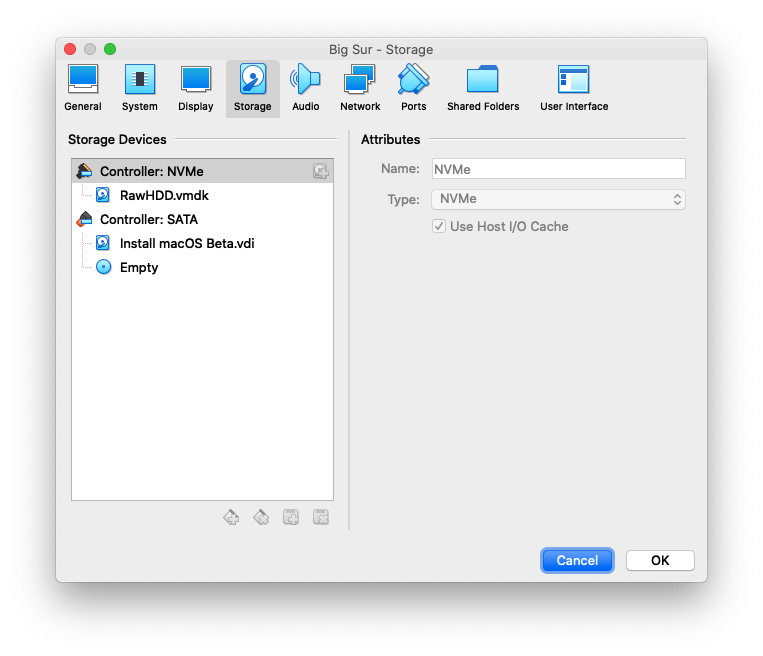 Big Sur - Storage
General
System
Display
Storage
Audio
Network
Ports
Shared Folders
User Interface
Storage Devices
Controller: NVMe
RawHDD.vmdk
Controller: SATA
Install macOS Beta.vdi
Empty
Attributes
Name: NVMe
Type: NVMe
Use Host I/O Cache
Cancel
OK